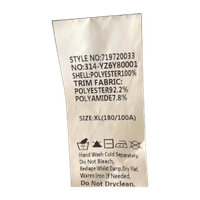 STYLE NO:719720033
NO:314-YZ6Y80001
SHELL:POLYESTER100%
TRIM FABRIC:
POLYESTER92.2%
POLYAMIDE7.8%
SIZE:XL(180/100A)
Hand Wash Cold Separately,
Do Not Bleach,
Reshape Whilst Damp, Dry Flat,
Warm Iron If Needed,
Do Not Dryclean.